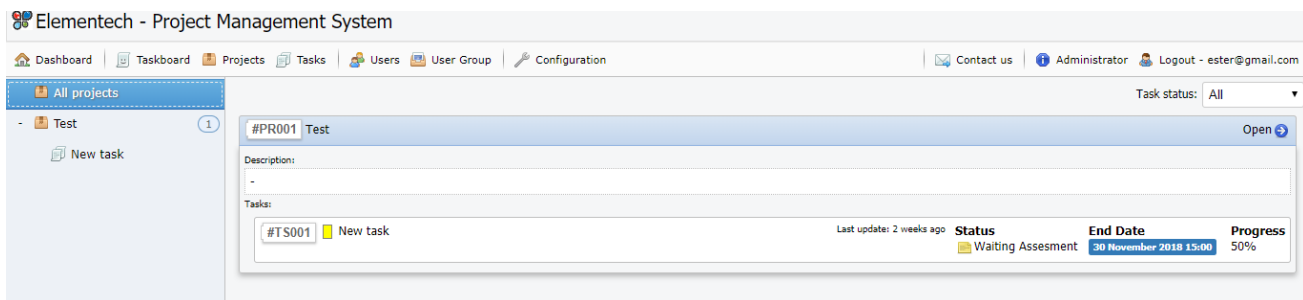 Elementech - Project Management System
Dashboard Taskboard Projects Tasks Users User Group Configuration Contact us Administrator Logout - ester@gmail.com
All projects
Task status: All
- Test 1
New task
#PR001 Test Open
Description:
-
Tasks:
#TS001 New task Last update: 2 weeks ago Status End Date Progress
Waiting Assesment 30 November 2018 15:00 50%